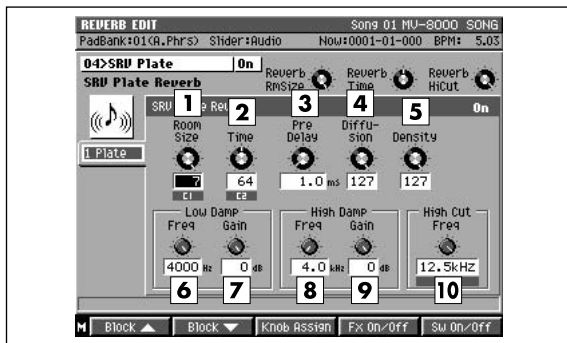 REVERB EDIT Song 01 MV-8000 SONG
PadBank:01(A.Phrs) Slider:Audio Now:0001-01-000 BPM: 5.03
04>SRV Plate On
SRV Plate Reverb
Reverb RmSize
Reverb Time
Reverb HiCut
On
1 2 3 4 5
Room Size
Time
Pre Delay
Diffu-sion
Density
1 Plate
7 64 1.0 ms 127 127
C1 C2
Low Damp High Damp High Cut
Freq Gain Freq Gain Freq
4000 Hz 0 dB 4.0 kHz 0 dB 12.5kHz
6 7 8 9 10
M Block ▲ Block ▼ Knob Assign Fx On/Off Sw On/Off